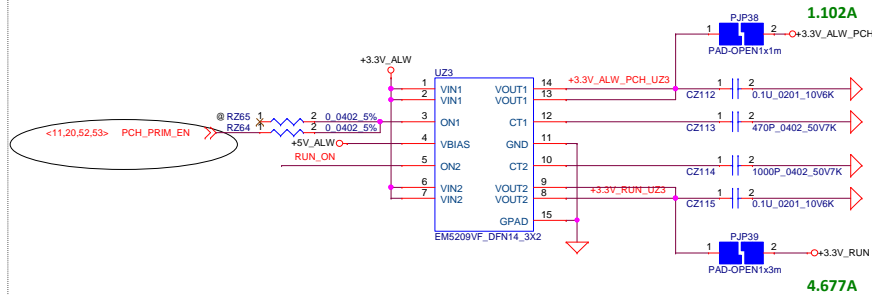 1.102A
PJP38
1 2 +3.3V_ALW_PCH
PAD-OPEN1x1m
+3.3V_ALW
UZ3
1 VIN1 VOUT1 14 +3.3V_ALW_PCH_UZ3
2 VIN1 VOUT1 13
CZ112 1 2 0.1U_0201_10V6K
@ RZ65 1 2 0_0402_5%
RZ64 1 2 0_0402_5%
3 ON1 CT1 12
CZ113 1 2 470P_0402_50V7K
<11,20,52,53> PCH_PRIM_EN
+5V_ALW 4 VBIAS GND 11
RUN_ON 5 ON2 CT2 10
CZ114 1 2 1000P_0402_50V7K
6 VIN2 VOUT2 9
7 VIN2 VOUT2 8 +3.3V_RUN_UZ3
CZ115 1 2 0.1U_0201_10V6K
GPAD 15
EM5209VF_DFN14_3X2
PJP39
1 2 +3.3V_RUN
PAD-OPEN1x3m
4.677A